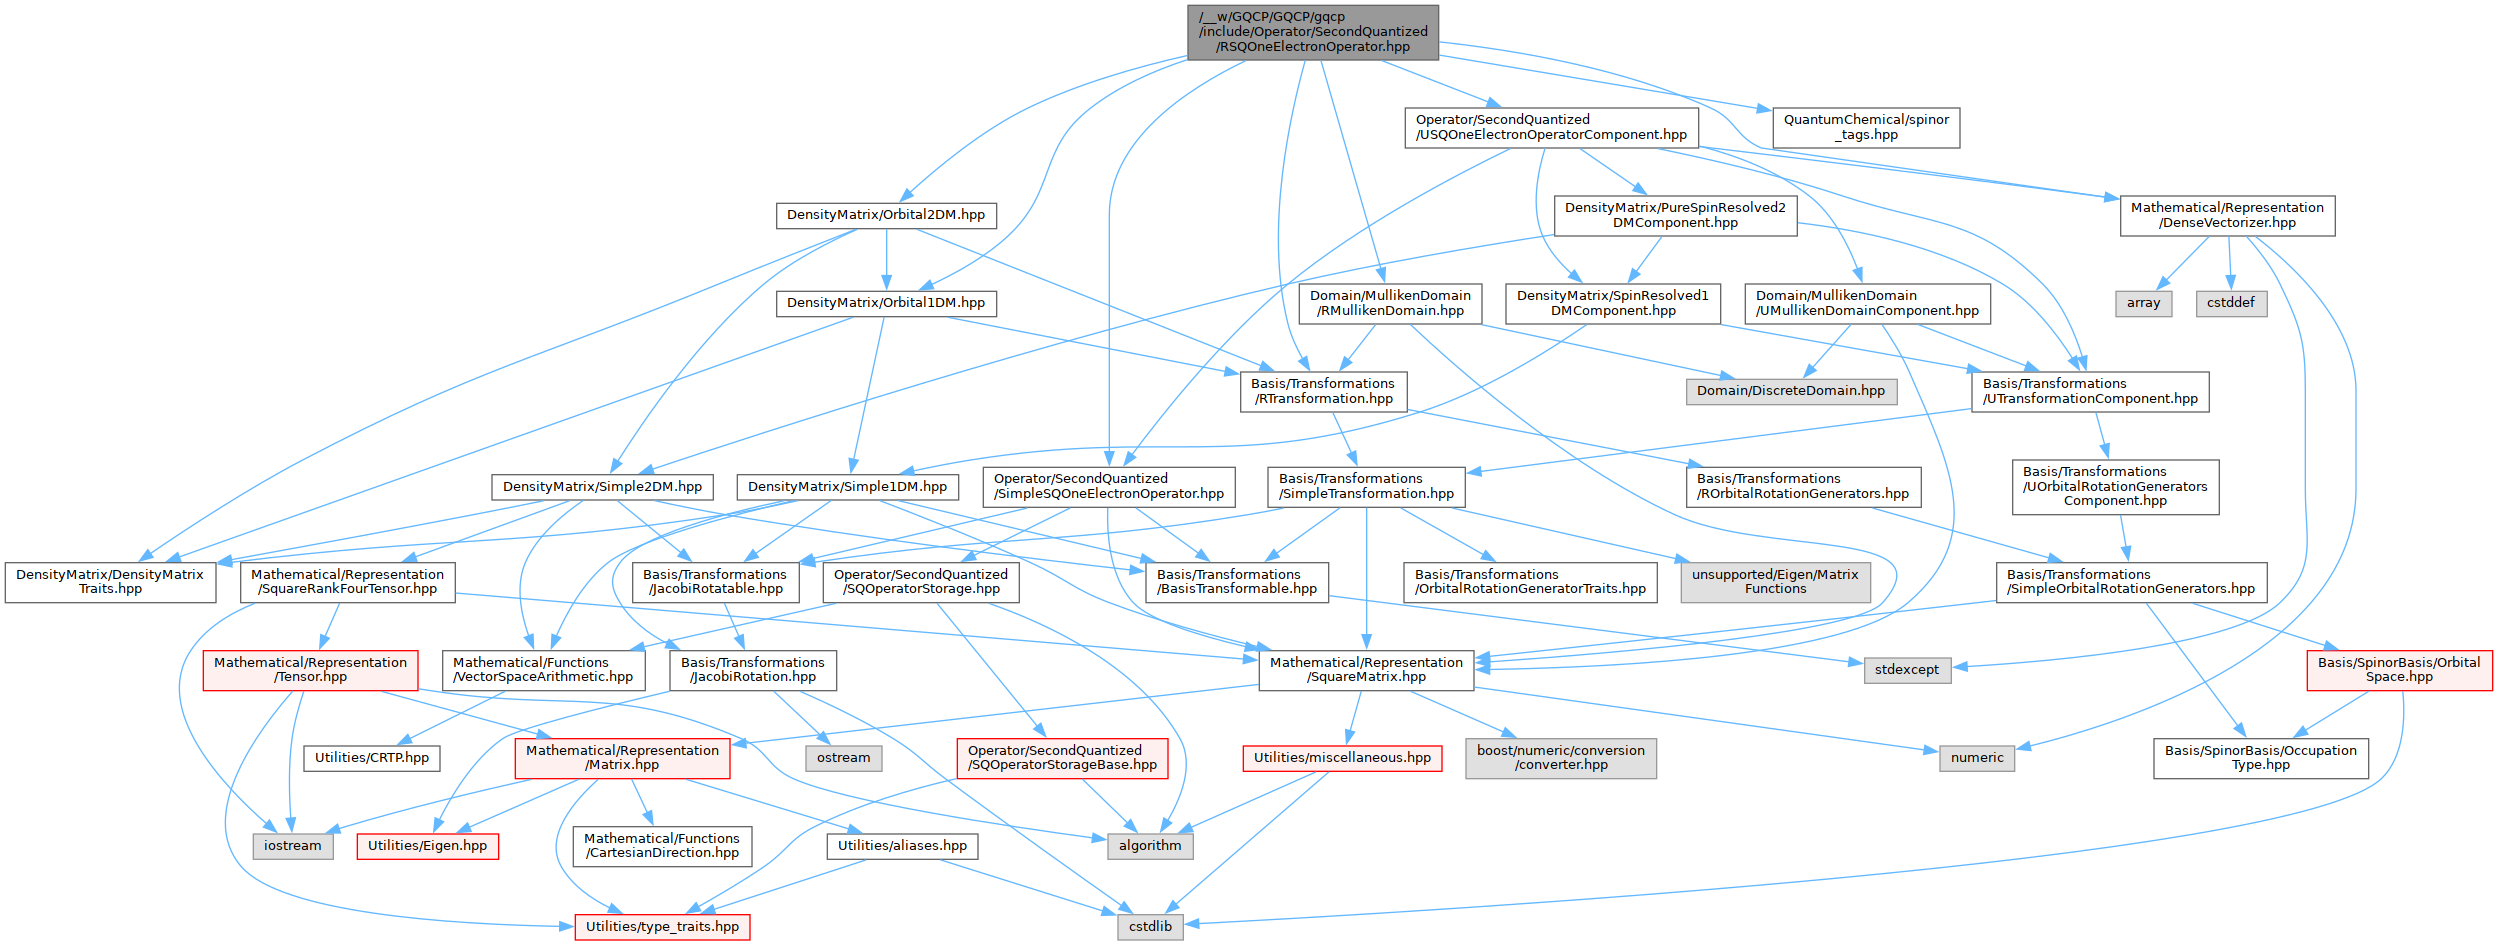 /__w/GQCP/GQCP/gqcp
/include/Operator/SecondQuantized
/RSQOneElectronOperator.hpp
Operator/SecondQuantized
/USQOneElectronOperatorComponent.hpp
QuantumChemical/spinor
_tags.hpp
DensityMatrix/Orbital2DM.hpp
DensityMatrix/PureSpinResolved2
DMComponent.hpp
Mathematical/Representation
/DenseVectorizer.hpp
DensityMatrix/Orbital1DM.hpp
Domain/MullikenDomain
/RMullikenDomain.hpp
DensityMatrix/SpinResolved1
DMComponent.hpp
Domain/MullikenDomain
/UMullikenDomainComponent.hpp
array
cstddef
Basis/Transformations
/RTransformation.hpp
Domain/DiscreteDomain.hpp
Basis/Transformations
/UTransformationComponent.hpp
DensityMatrix/Simple2DM.hpp
DensityMatrix/Simple1DM.hpp
Operator/SecondQuantized
/SimpleSQOneElectronOperator.hpp
Basis/Transformations
/SimpleTransformation.hpp
Basis/Transformations
/ROrbitalRotationGenerators.hpp
Basis/Transformations
/UOrbitalRotationGenerators
Component.hpp
DensityMatrix/DensityMatrix
Traits.hpp
Mathematical/Representation
/SquareRankFourTensor.hpp
Basis/Transformations
/JacobiRotatable.hpp
Operator/SecondQuantized
/SQOperatorStorage.hpp
Basis/Transformations
/BasisTransformable.hpp
Basis/Transformations
/OrbitalRotationGeneratorTraits.hpp
unsupported/Eigen/Matrix
Functions
Basis/Transformations
/SimpleOrbitalRotationGenerators.hpp
Mathematical/Representation
/Tensor.hpp
Mathematical/Functions
/VectorSpaceArithmetic.hpp
Basis/Transformations
/JacobiRotation.hpp
Mathematical/Representation
/SquareMatrix.hpp
stdexcept
Basis/SpinorBasis/Orbital
Space.hpp
Utilities/CRTP.hpp
Mathematical/Representation
/Matrix.hpp
ostream
Operator/SecondQuantized
/SQOperatorStorageBase.hpp
Utilities/miscellaneous.hpp
boost/numeric/conversion
/converter.hpp
numeric
Basis/SpinorBasis/Occupation
Type.hpp
iostream
Utilities/Eigen.hpp
Mathematical/Functions
/CartesianDirection.hpp
Utilities/aliases.hpp
algorithm
Utilities/type_traits.hpp
cstdlib